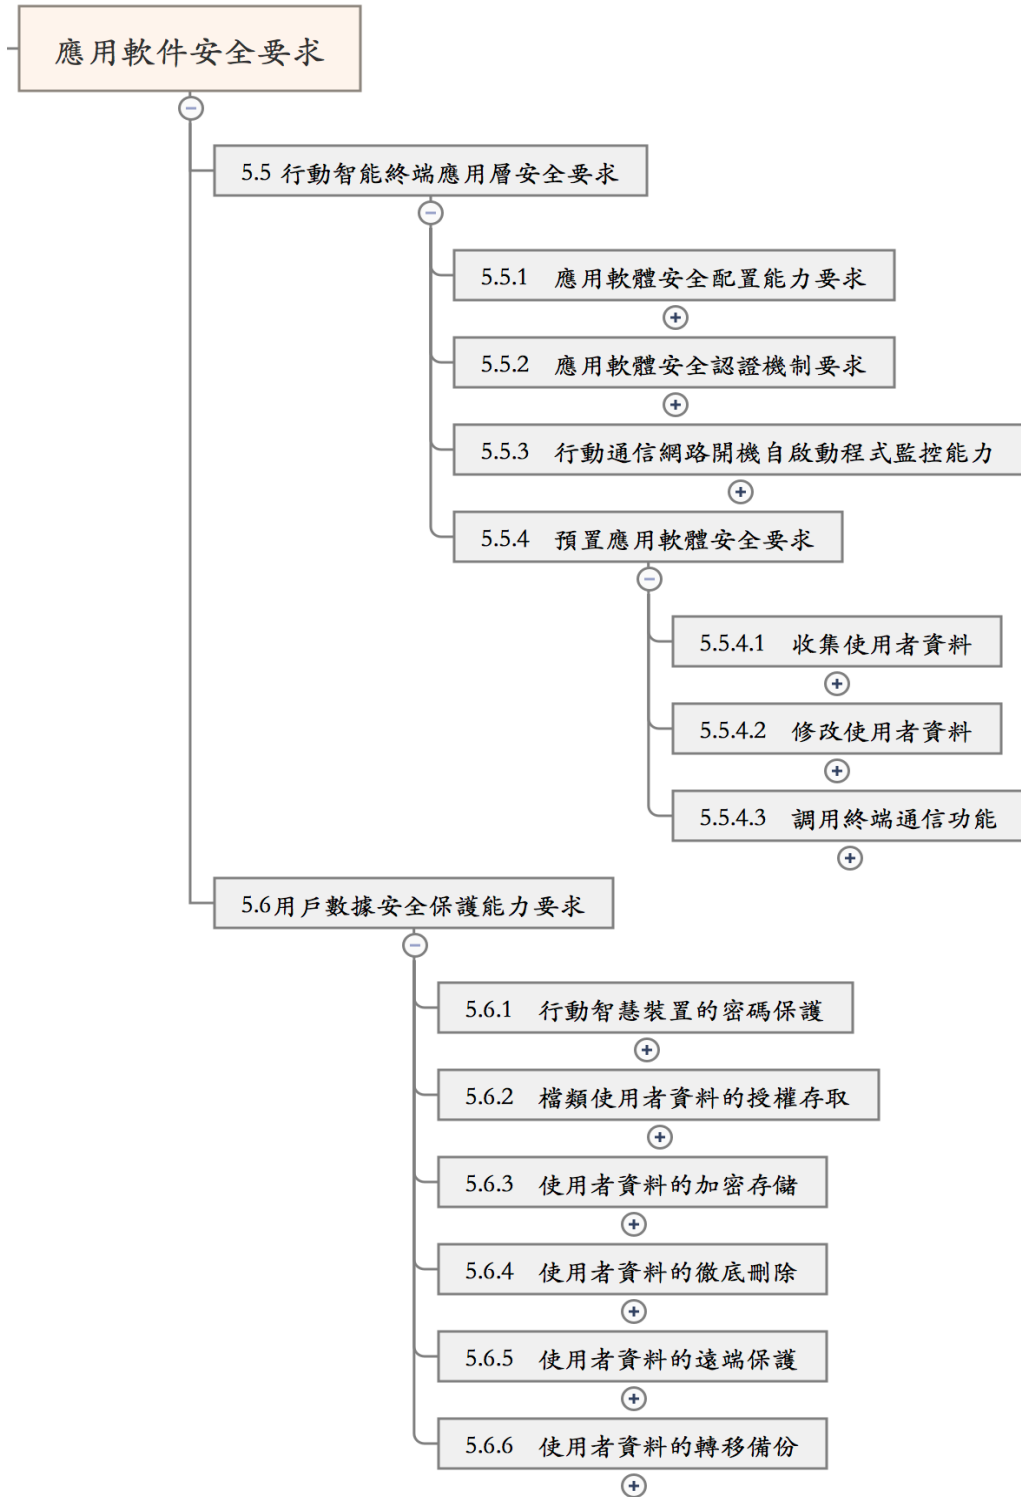 應用軟件安全要求
5.5 行動智能終端應用層安全要求
5.5.1 應用軟體安全配置能力要求
5.5.2 應用軟體安全認證機制要求
5.5.3 行動通信網路開機自啟動程式監控能力
5.5.4 預置應用軟體安全要求
5.5.4.1 收集使用者資料
5.5.4.2 修改使用者資料
5.5.4.3 調用終端通信功能
5.6用戶數據安全保護能力要求
5.6.1 行動智慧裝置的密碼保護
5.6.2 檔類使用者資料的授權存取
5.6.3 使用者資料的加密存儲
5.6.4 使用者資料的徹底刪除
5.6.5 使用者資料的遠端保護
5.6.6 使用者資料的轉移備份